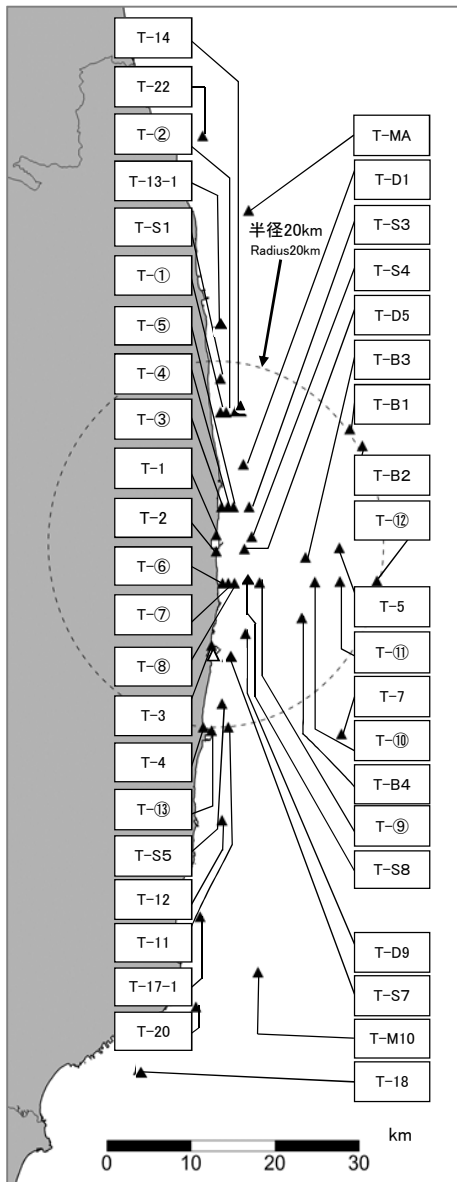 T-14
T-22
T-②
T-13-1
T-S1
T-①
T-⑤
T-④
T-③
T-1
T-2
T-⑥
T-⑦
T-⑧
T-3
T-4
T-⑬
T-S5
T-12
T-11
T-17-1
T-20
半径20km
Radius20km
T-MA
T-D1
T-S3
T-S4
T-D5
T-B3
T-B1
T-B2
T-⑫
T-5
T-⑪
T-7
T-⑩
T-B4
T-⑨
T-S8
T-D9
T-S7
T-M10
T-18
km
0 10 20 30